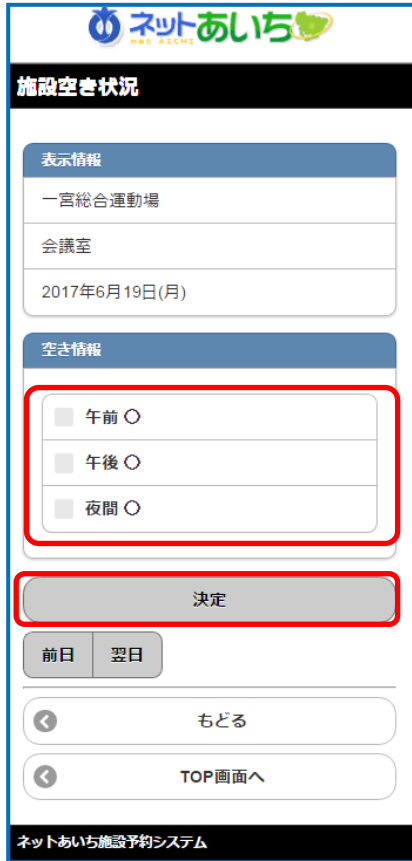 ネットあいち
NET AICHI
施設空き状況
表示情報
一宮総合運動場
会議室
2017年6月19日(月)
空き情報
午前 〇
午後 〇
夜間 〇
決定
前日 翌日
もどる
TOP画面へ
ネットあいち施設予約システム